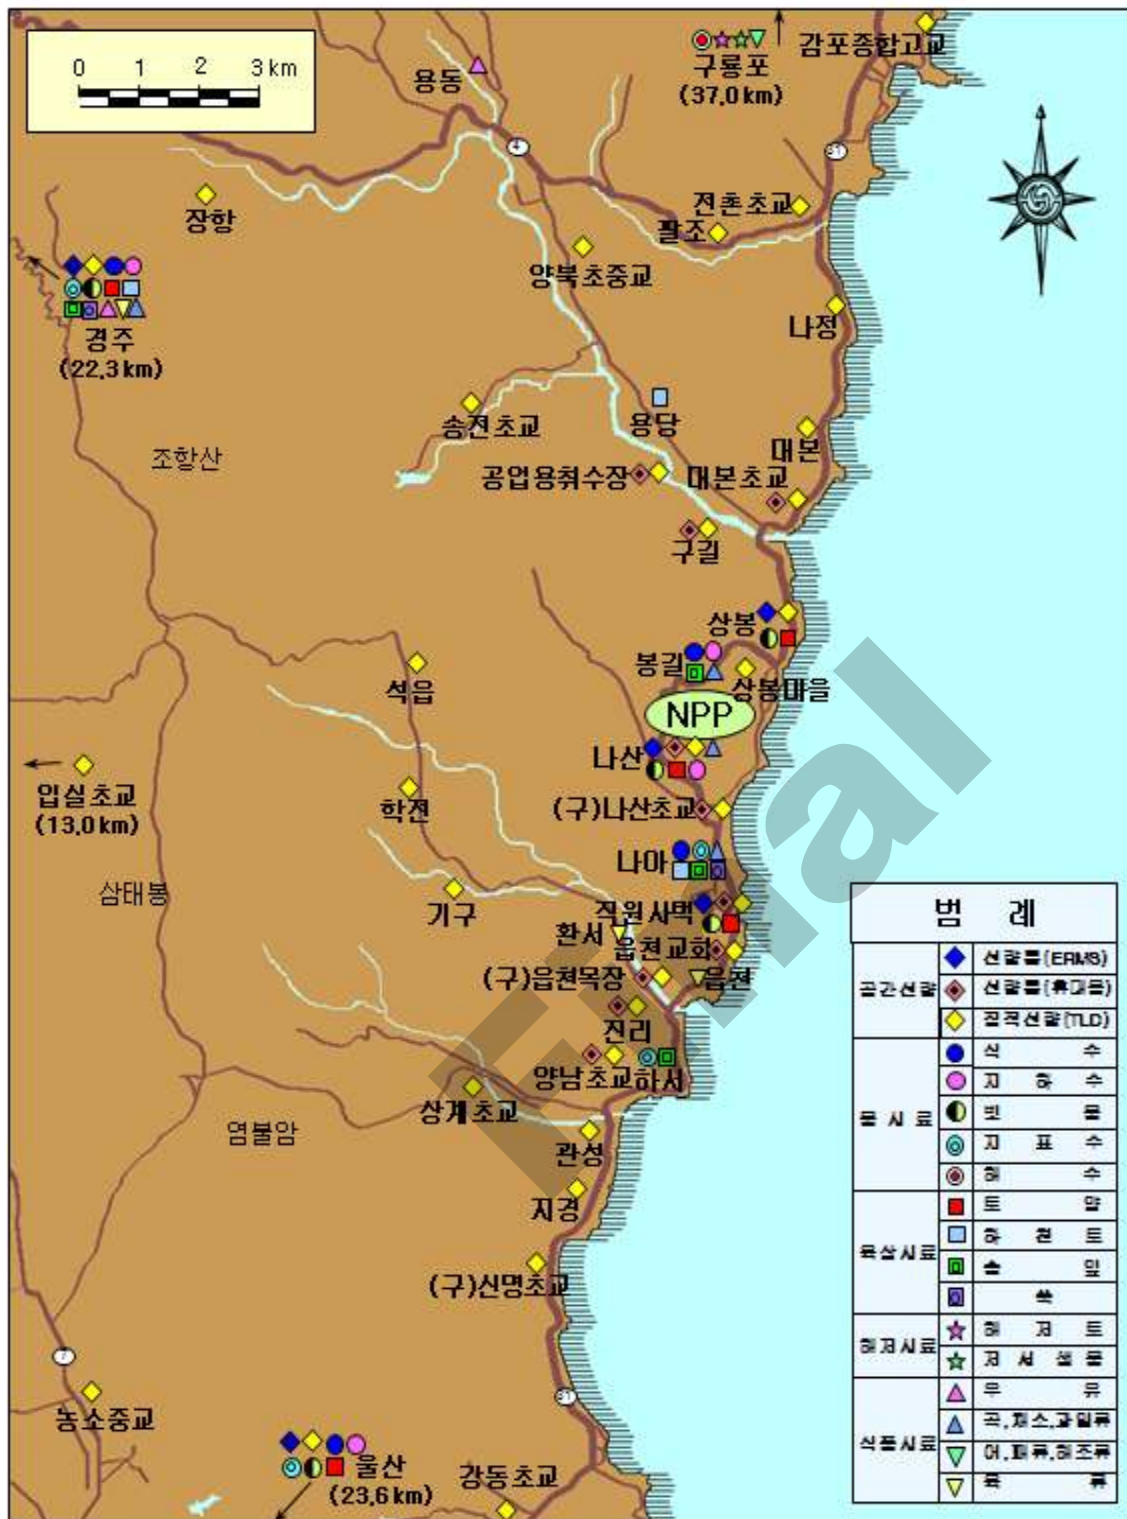 0 1 2 3 km
용동
구룡포
(37.0 km)
감포종합고교
4
31
장항
전촌초교
팔조
양북초중교
나정
경주
(22.3 km)
송전초교
용당
대본
조항산
공업용취수장
대본초교
구길
상봉
봉길
석읍
상봉마을
NPP
나산
입실초교
(13.0 km)
학전
(구)나산초교
나아
삼태봉
기구
직원사택
환서
읍천교회
(구)읍천목장
읍천
진리
양남초교
하서
상계초교
염불암
관성
지경
(구)신명초교
7
31
농소중교
울산
(23.6 km)
강동초교
범 례
공간선량
선량률(ERMS)
선량률(휴대용)
집적선량(TLD)
물시료
식 수
지 하 수
빗 물
지 표 수
해 수
육상시료
토 양
하 천 토
솔 잎
쑥
해저시료
해 저 토
저 서 생 물
식품시료
우 유
곡,채소,과일류
어,패류,해조류
육 류
Final